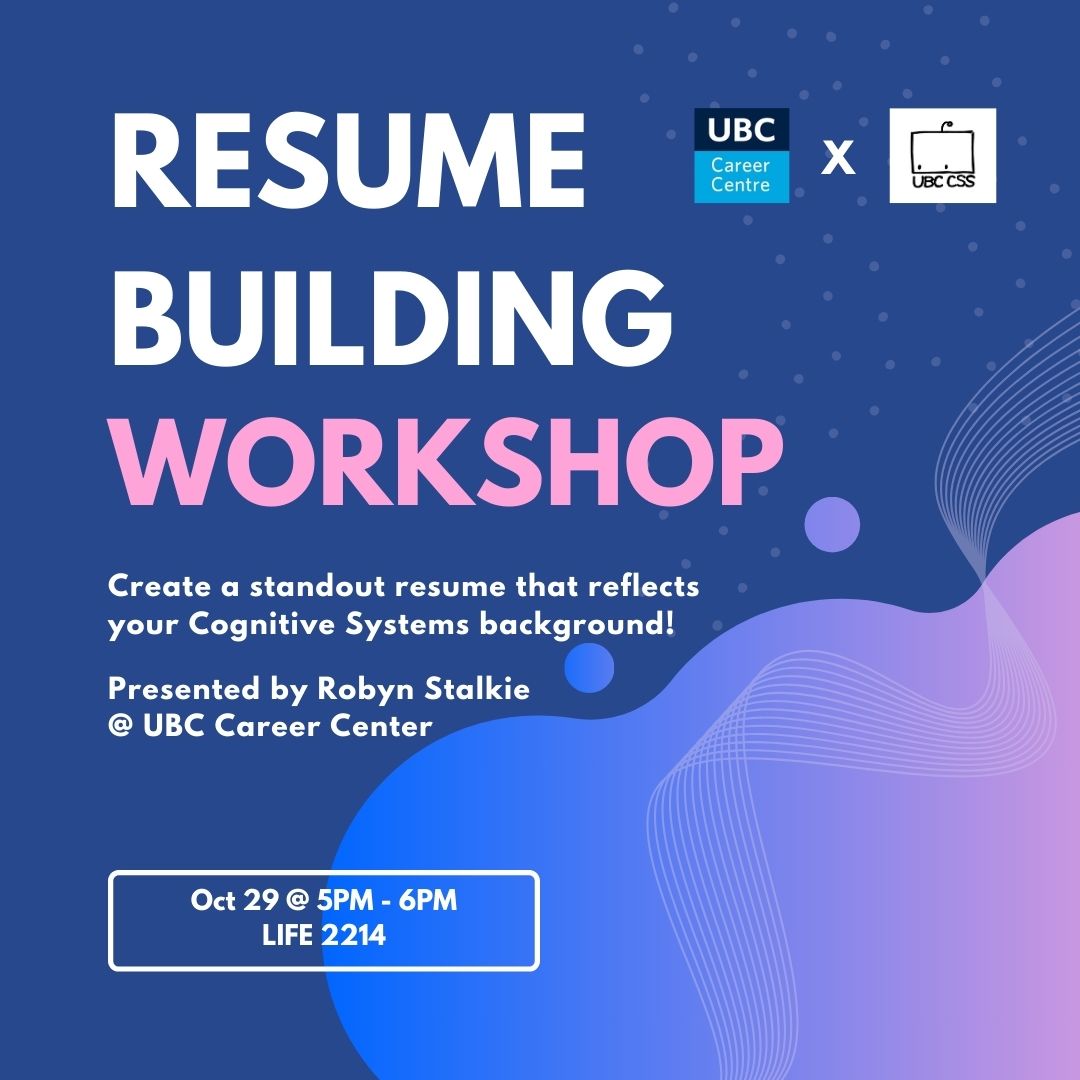 RESUME
BUILDING
WORKSHOP
UBC
Career
Centre
X
UBC CSS
Create a standout resume that reflects
your Cognitive Systems background!
Presented by Robyn Stalkie
@ UBC Career Center
Oct 29 @ 5PM - 6PM
LIFE 2214